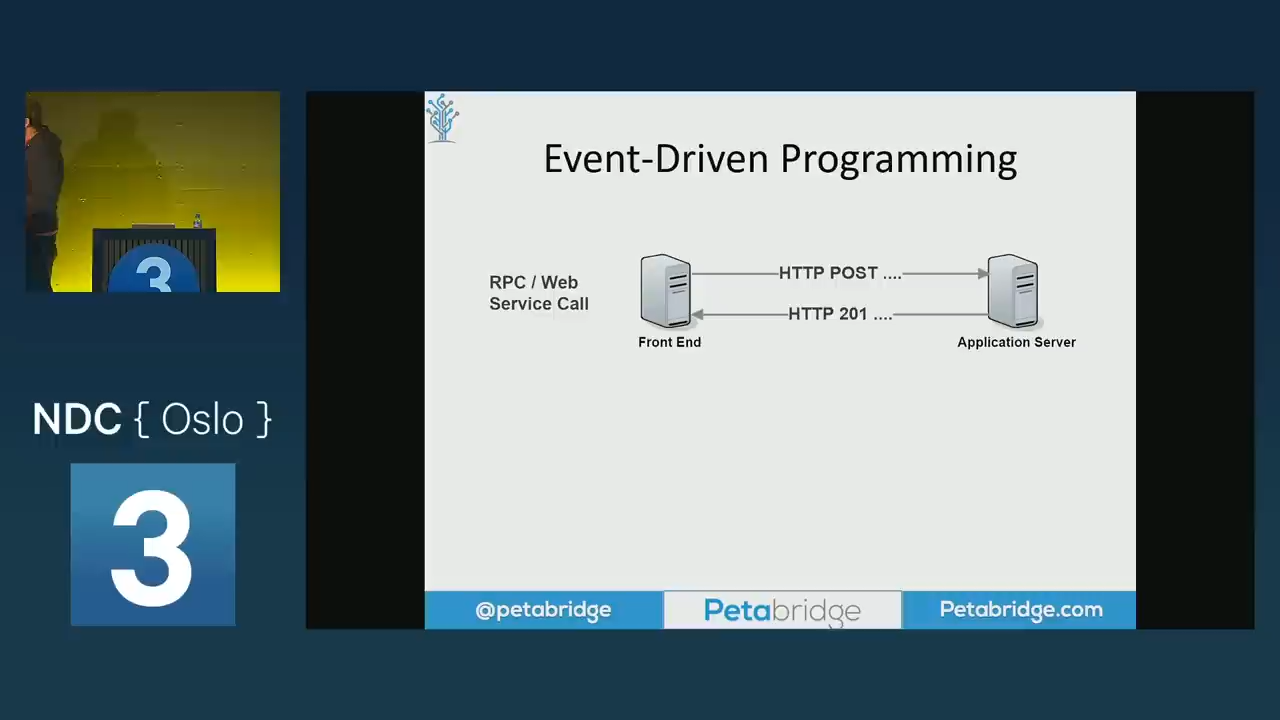 Event-Driven Programming
RPC / Web
Service Call
HTTP POST ....
HTTP 201 ....
Front End
Application Server
@petabridge
Petabridge
Petabridge.com
3
NDC { Oslo }
3